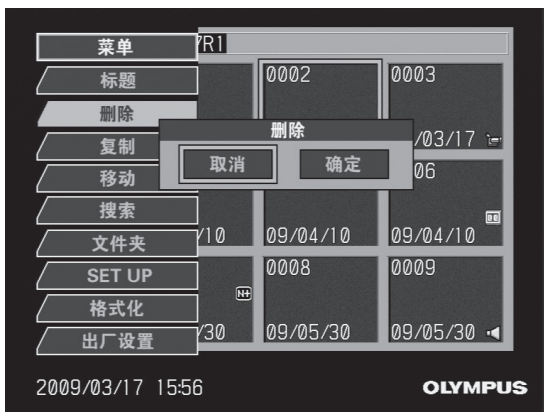 菜单
7R1
标题
0002
0003
删除
删除
复制
/03/17
取消
确定
移动
06
搜索
文件夹
/10
09/04/10
09/04/10
SET UP
0008
0009
N+
格式化
出厂设置
/30
09/05/30
09/05/30
2009/03/17 15:56
OLYMPUS